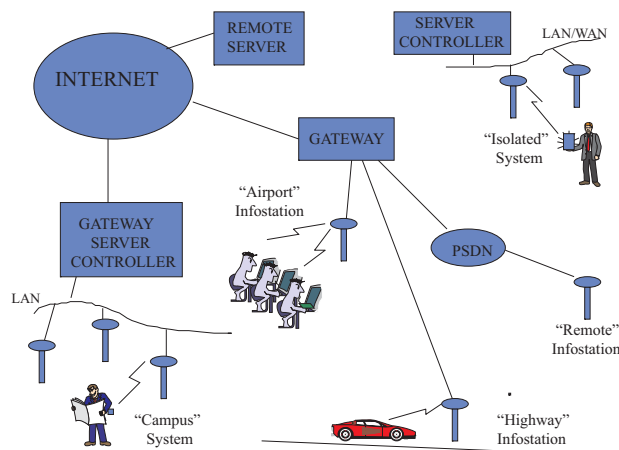 REMOTE
SERVER
SERVER
CONTROLLER
LAN/WAN
INTERNET
GATEWAY
“Isolated”
System
“Airport”
Infostation
GATEWAY
SERVER
CONTROLLER
PSDN
LAN
“Remote”
Infostation
“Campus”
System
“Highway”
Infostation